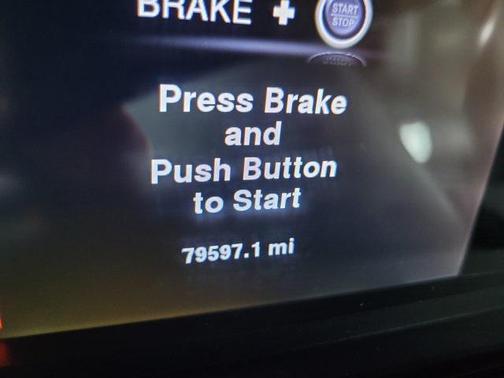 BRAKE + START STOP
Press Brake
and
Push Button
to Start
79597.1 mi